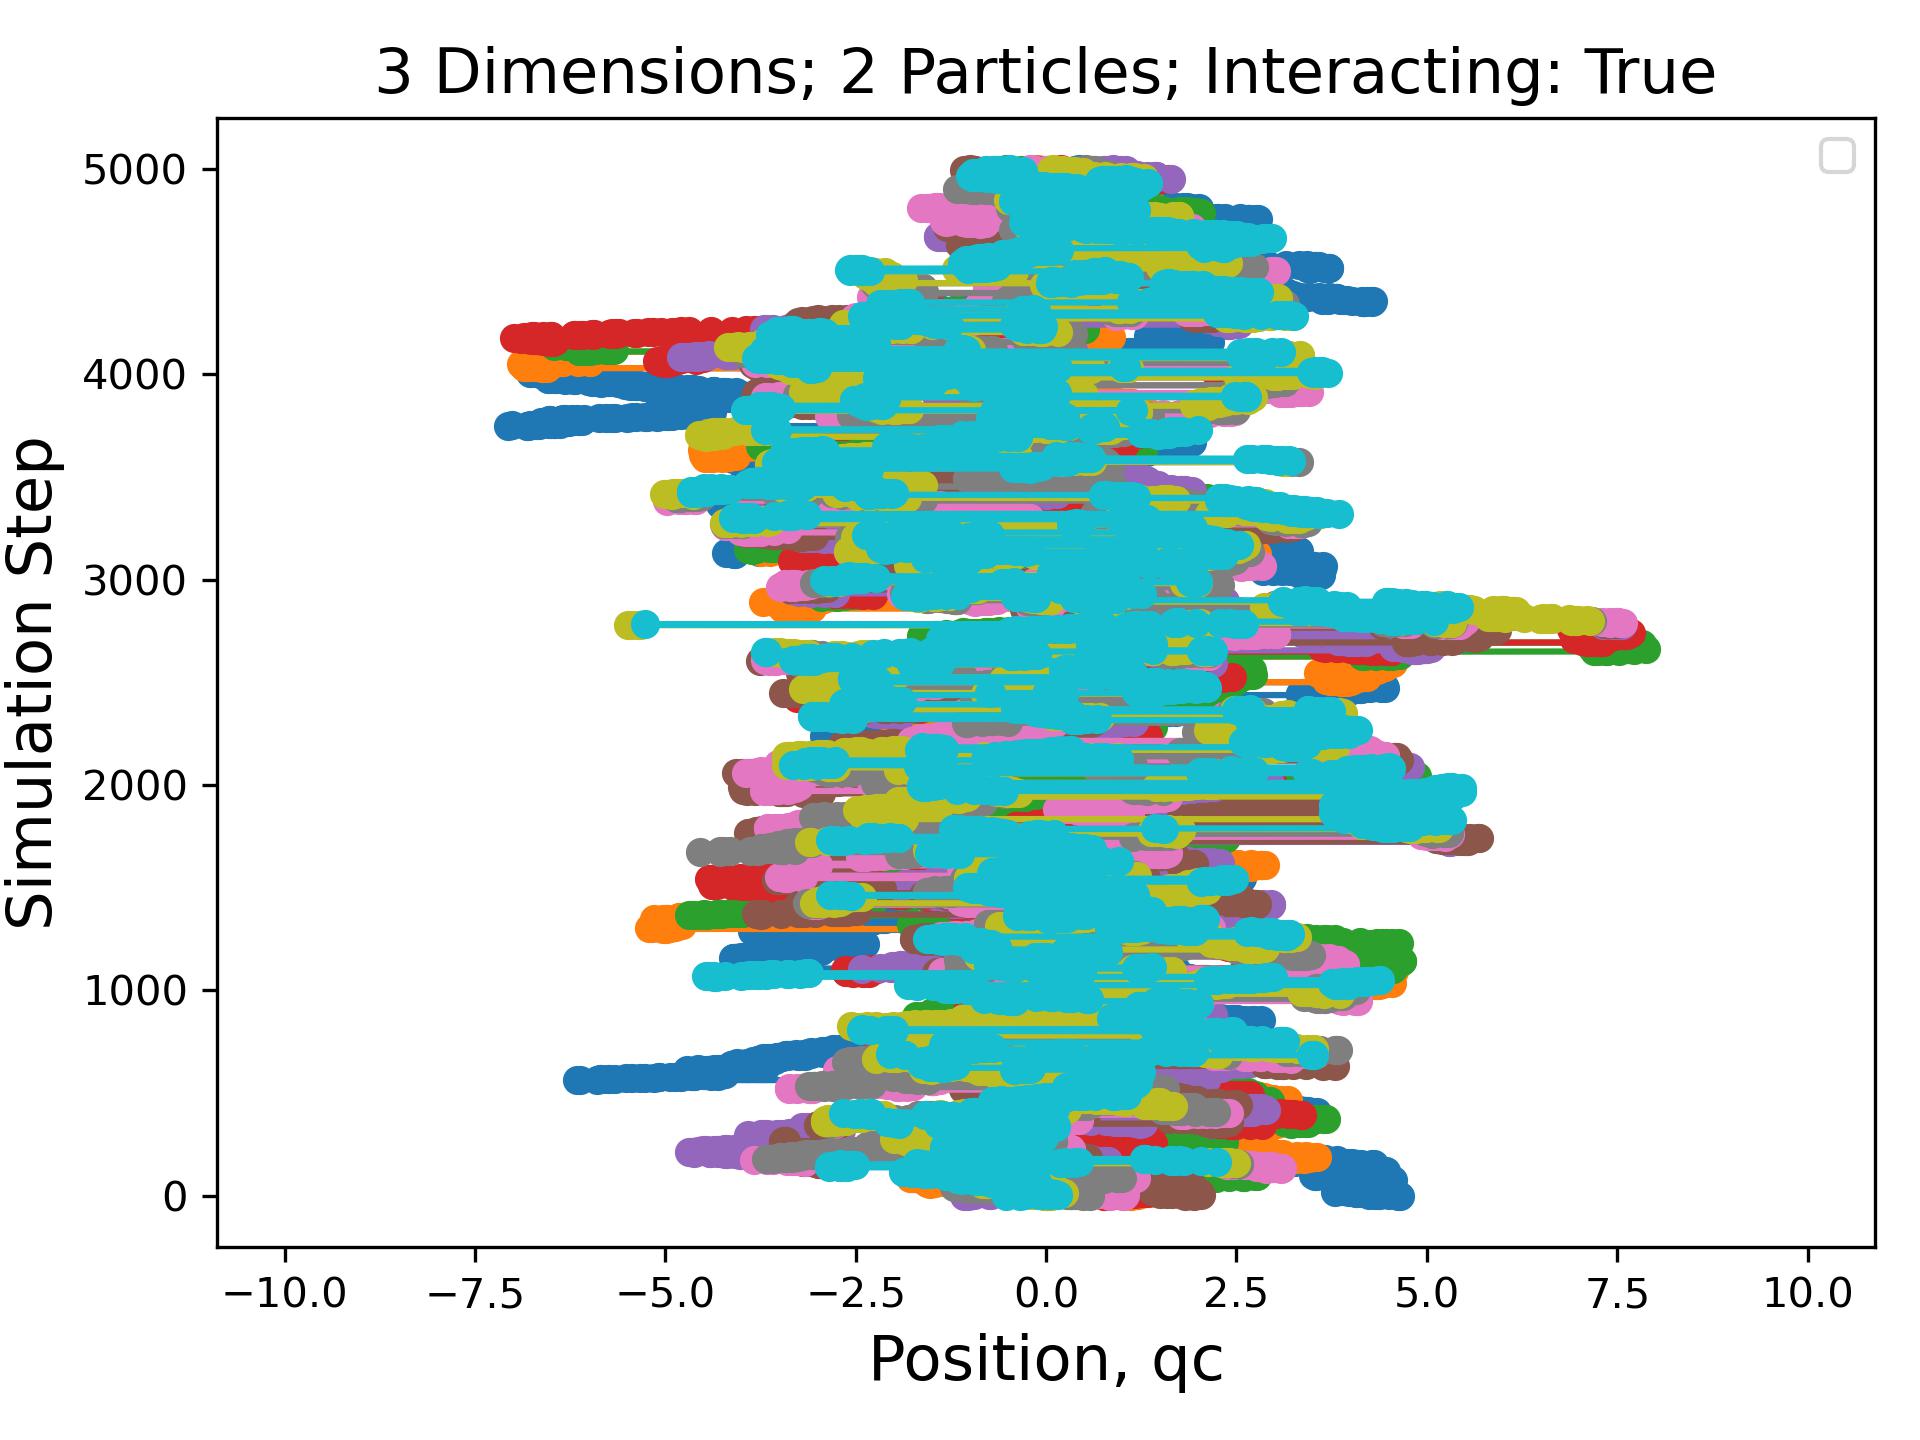 3 Dimensions; 2 Particles; Interacting: True
Simulation Step
5000
4000
3000
2000
1000
0
−10.0 −7.5 −5.0 −2.5 0.0 2.5 5.0 7.5 10.0
Position, qc